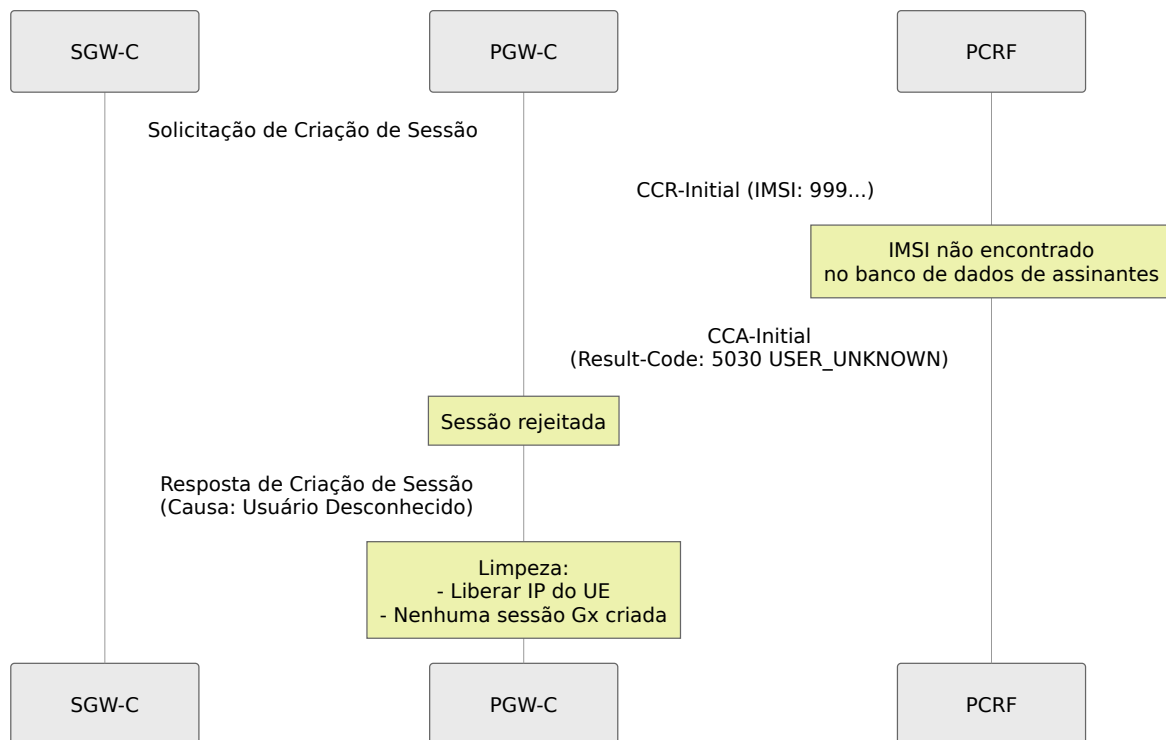 SGW-C
PGW-C
PCRF
Solicitação de Criação de Sessão
CCR-Initial (IMSI: 999...)
IMSI não encontrado
no banco de dados de assinantes
CCA-Initial
(Result-Code: 5030 USER_UNKNOWN)
Sessão rejeitada
Resposta de Criação de Sessão
(Causa: Usuário Desconhecido)
Limpeza:
- Liberar IP do UE
- Nenhuma sessão Gx criada
SGW-C
PGW-C
PCRF